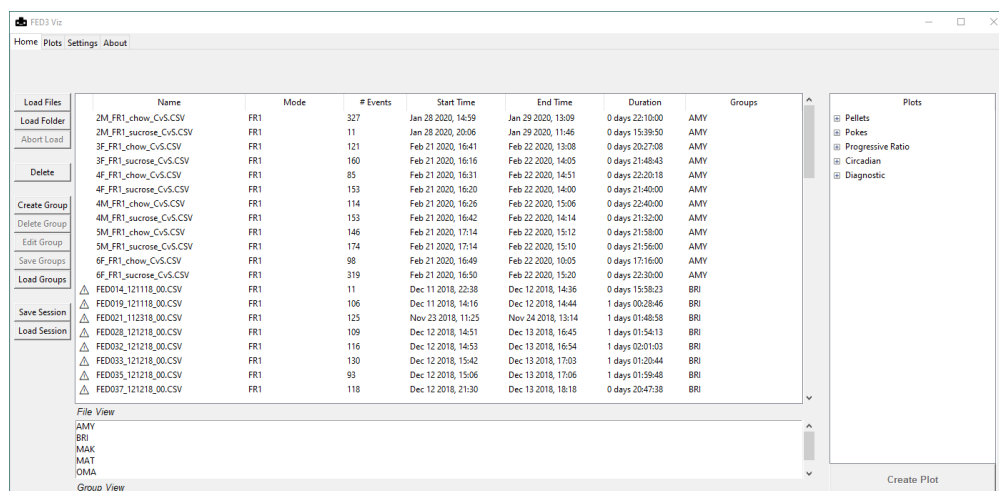 FED3 Viz
Home Plots Settings About
Load Files
Load Folder
Abort Load
Delete
Create Group
Delete Group
Edit Group
Save Groups
Load Groups
Save Session
Load Session
Name Mode # Events Start Time End Time Duration Groups
2M_FR1_chow_CvS.CSV FR1 327 Jan 28 2020, 14:59 Jan 29 2020, 13:09 0 days 22:10:00 AMY
2M_FR1_sucrose_CvS.CSV FR1 11 Jan 28 2020, 20:06 Jan 29 2020, 11:46 0 days 15:39:50 AMY
3F_FR1_chow_CvS.CSV FR1 121 Feb 21 2020, 16:41 Feb 22 2020, 13:08 0 days 20:27:08 AMY
3F_FR1_sucrose_CvS.CSV FR1 160 Feb 21 2020, 16:16 Feb 22 2020, 14:05 0 days 21:48:43 AMY
4F_FR1_chow_CvS.CSV FR1 85 Feb 21 2020, 16:31 Feb 22 2020, 14:51 0 days 22:20:18 AMY
4F_FR1_sucrose_CvS.CSV FR1 153 Feb 21 2020, 16:20 Feb 22 2020, 14:00 0 days 21:40:00 AMY
4M_FR1_chow_CvS.CSV FR1 114 Feb 21 2020, 16:26 Feb 22 2020, 15:06 0 days 22:40:00 AMY
4M_FR1_sucrose_CvS.CSV FR1 153 Feb 21 2020, 16:42 Feb 22 2020, 14:14 0 days 21:32:00 AMY
5M_FR1_chow_CvS.CSV FR1 146 Feb 21 2020, 17:14 Feb 22 2020, 15:12 0 days 21:58:00 AMY
5M_FR1_sucrose_CvS.CSV FR1 174 Feb 21 2020, 17:14 Feb 22 2020, 15:10 0 days 21:56:00 AMY
6F_FR1_chow_CvS.CSV FR1 98 Feb 21 2020, 16:49 Feb 22 2020, 10:05 0 days 17:16:00 AMY
6F_FR1_sucrose_CvS.CSV FR1 319 Feb 21 2020, 16:50 Feb 22 2020, 15:20 0 days 22:30:00 AMY
FED014_121118_00.CSV FR1 11 Dec 11 2018, 22:38 Dec 12 2018, 14:36 0 days 15:58:23 BRI
FED019_121118_00.CSV FR1 106 Dec 11 2018, 14:16 Dec 12 2018, 14:44 1 days 00:28:46 BRI
FED021_112318_00.CSV FR1 125 Nov 23 2018, 11:25 Nov 24 2018, 13:14 1 days 01:48:58 BRI
FED028_121218_00.CSV FR1 109 Dec 12 2018, 14:51 Dec 13 2018, 16:45 1 days 01:54:13 BRI
FED032_121218_00.CSV FR1 116 Dec 12 2018, 14:53 Dec 13 2018, 16:54 1 days 02:01:03 BRI
FED033_121218_00.CSV FR1 130 Dec 12 2018, 15:42 Dec 13 2018, 17:03 1 days 01:20:44 BRI
FED035_121218_00.CSV FR1 93 Dec 12 2018, 15:06 Dec 13 2018, 17:06 1 days 01:59:48 BRI
FED037_121218_00.CSV FR1 118 Dec 12 2018, 21:30 Dec 13 2018, 18:18 0 days 20:47:38 BRI
File View
AMY
BRI
MAK
MAT
OMA
Group View
Plots
Pellets
Pokes
Progressive Ratio
Circadian
Diagnostic
Create Plot